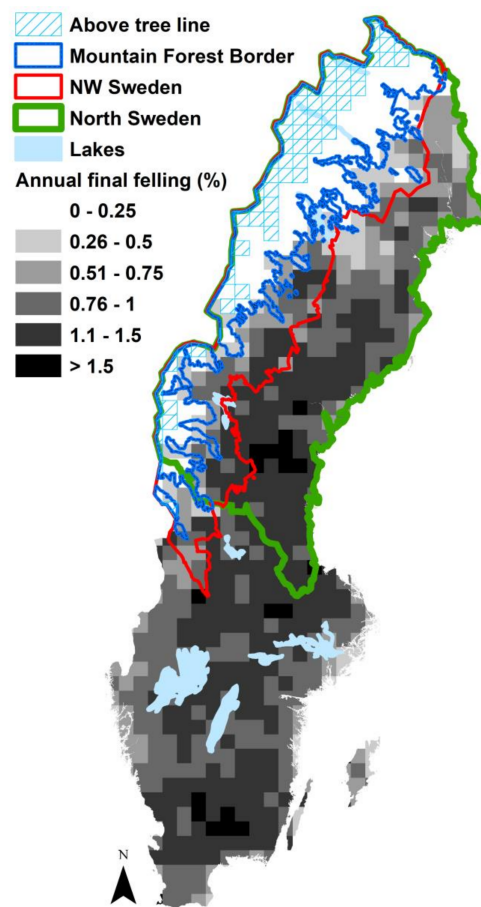 Above tree line
Mountain Forest Border
NW Sweden
North Sweden
Lakes
Annual final felling (%)
0 - 0.25
0.26 - 0.5
0.51 - 0.75
0.76 - 1
1.1 - 1.5
> 1.5
N